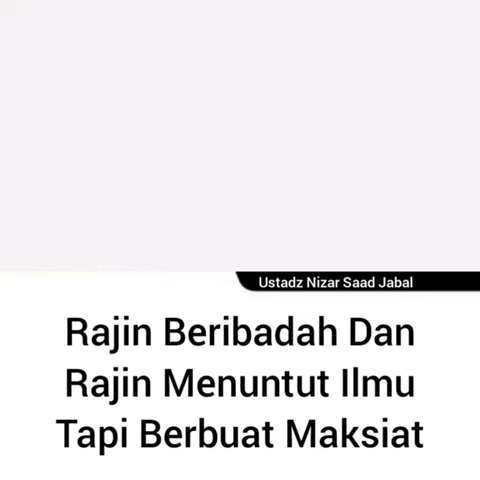 Ustadz Nizar Saad Jabal
Rajin Beribadah Dan
Rajin Menuntut Ilmu
Tapi Berbuat Maksiat